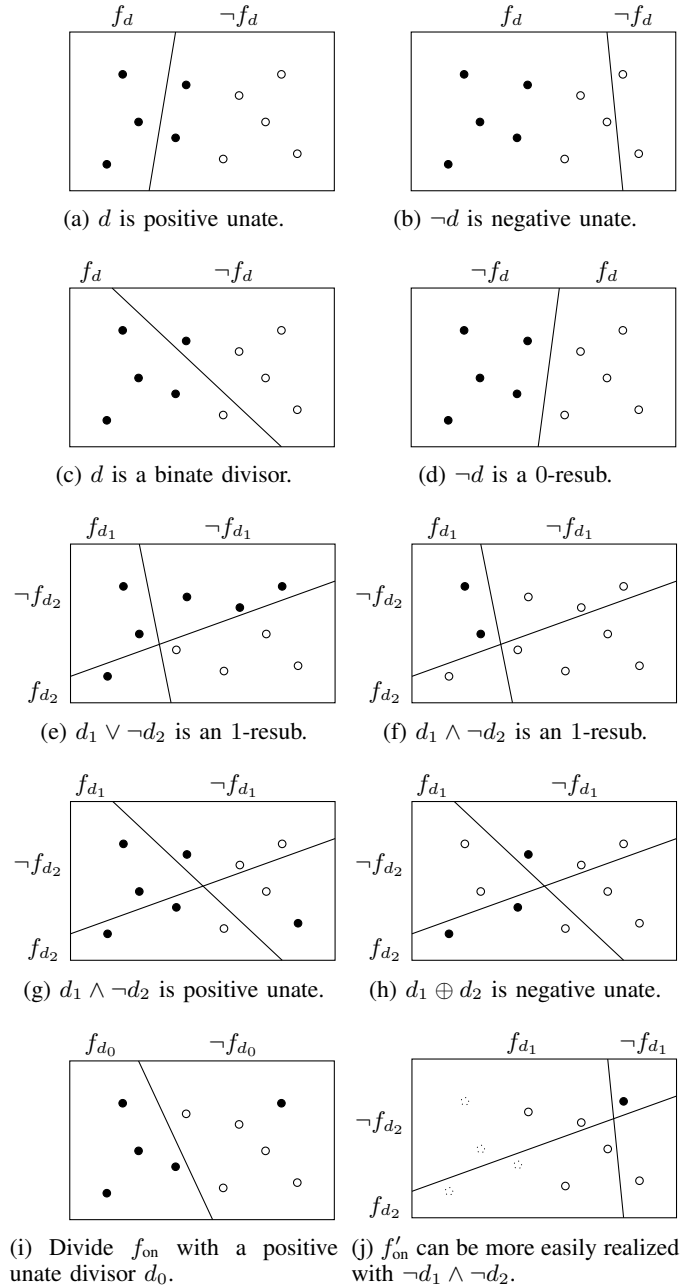 f_d ¬f_d f_d ¬f_d
(a) d is positive unate. (b) ¬d is negative unate.
f_d ¬f_d ¬f_d f_d
(c) d is a binate divisor. (d) ¬d is a 0-resub.
f_{d_1} ¬f_{d_1} f_{d_1} ¬f_{d_1}
¬f_{d_2} ¬f_{d_2}
f_{d_2} f_{d_2}
(e) d_1 ∨ ¬d_2 is an 1-resub. (f) d_1 ∧ ¬d_2 is an 1-resub.
f_{d_1} ¬f_{d_1} f_{d_1} ¬f_{d_1}
¬f_{d_2} ¬f_{d_2}
f_{d_2} f_{d_2}
(g) d_1 ∧ ¬d_2 is positive unate. (h) d_1 ⊕ d_2 is negative unate.
f_{d_0} ¬f_{d_0} f_{d_1} ¬f_{d_1}
¬f_{d_2}
f_{d_2}
(i) Divide f_on with a positive
unate divisor d_0.
(j) f'_on can be more easily realized
with ¬d_1 ∧ ¬d_2.